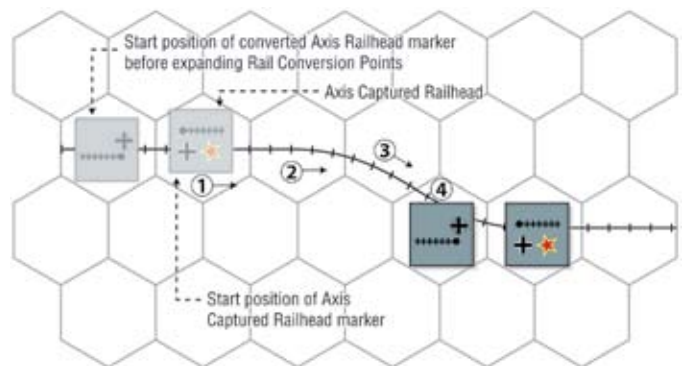 Start position of converted Axis Railhead marker
before expanding Rail Conversion Points
Axis Captured Railhead
1
2
3
4
Start position of Axis
Captured Railhead marker